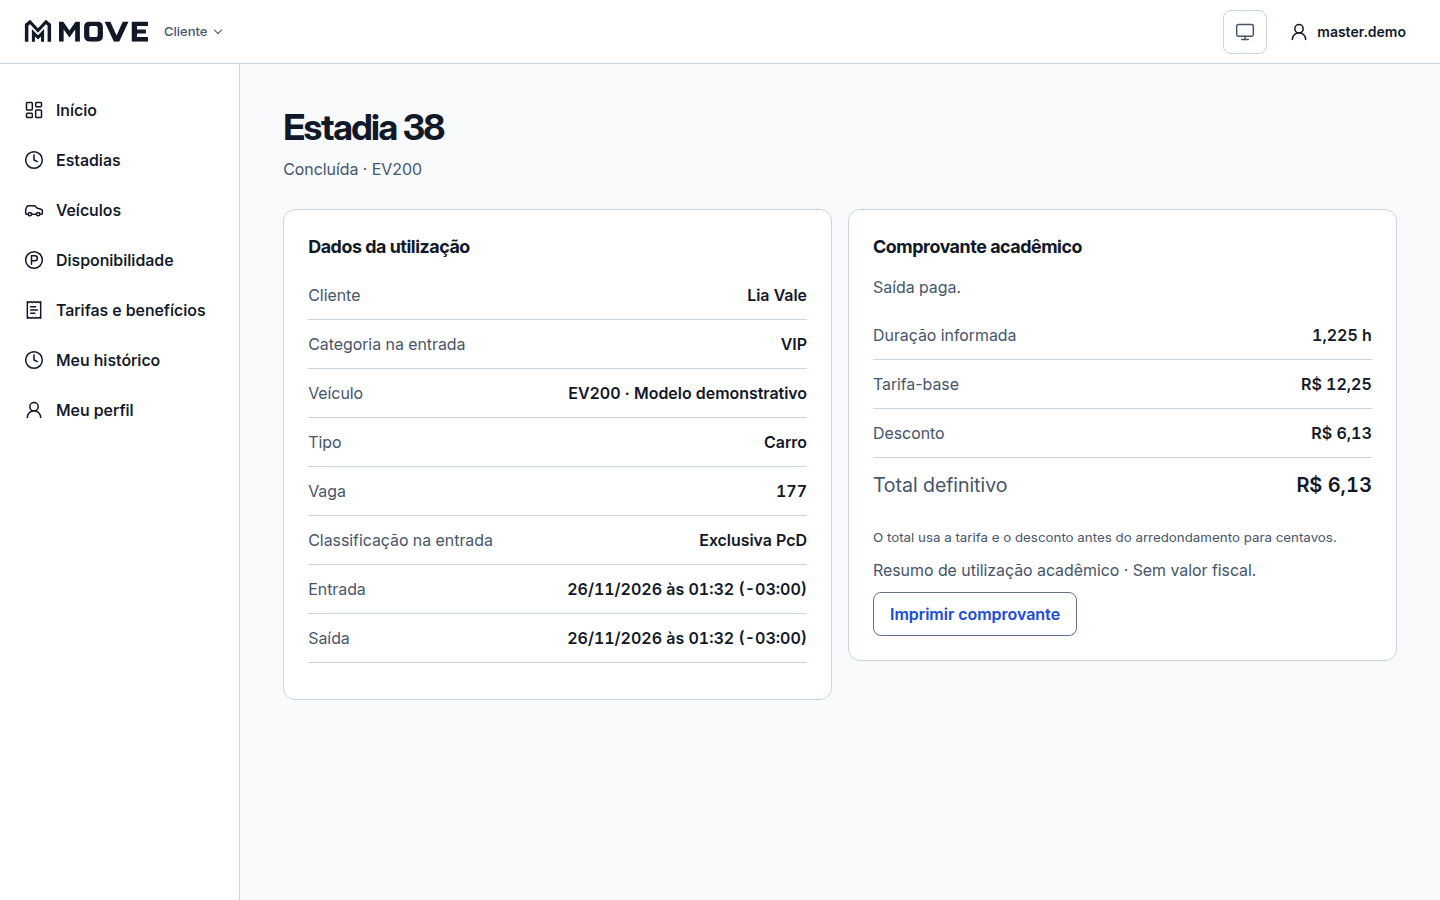 MOVE
Cliente
master.demo
Início
Estadias
Veículos
Disponibilidade
Tarifas e benefícios
Meu histórico
Meu perfil
Estadia 38
Concluída · EV200
Dados da utilização
Cliente Lia Vale
Categoria na entrada VIP
Veículo EV200 · Modelo demonstrativo
Tipo Carro
Vaga 177
Classificação na entrada Exclusiva PcD
Entrada 26/11/2026 às 01:32 (-03:00)
Saída 26/11/2026 às 01:32 (-03:00)
Comprovante acadêmico
Saída paga.
Duração informada 1,225 h
Tarifa-base R$ 12,25
Desconto R$ 6,13
Total definitivo R$ 6,13
O total usa a tarifa e o desconto antes do arredondamento para centavos.
Resumo de utilização acadêmico · Sem valor fiscal.
Imprimir comprovante